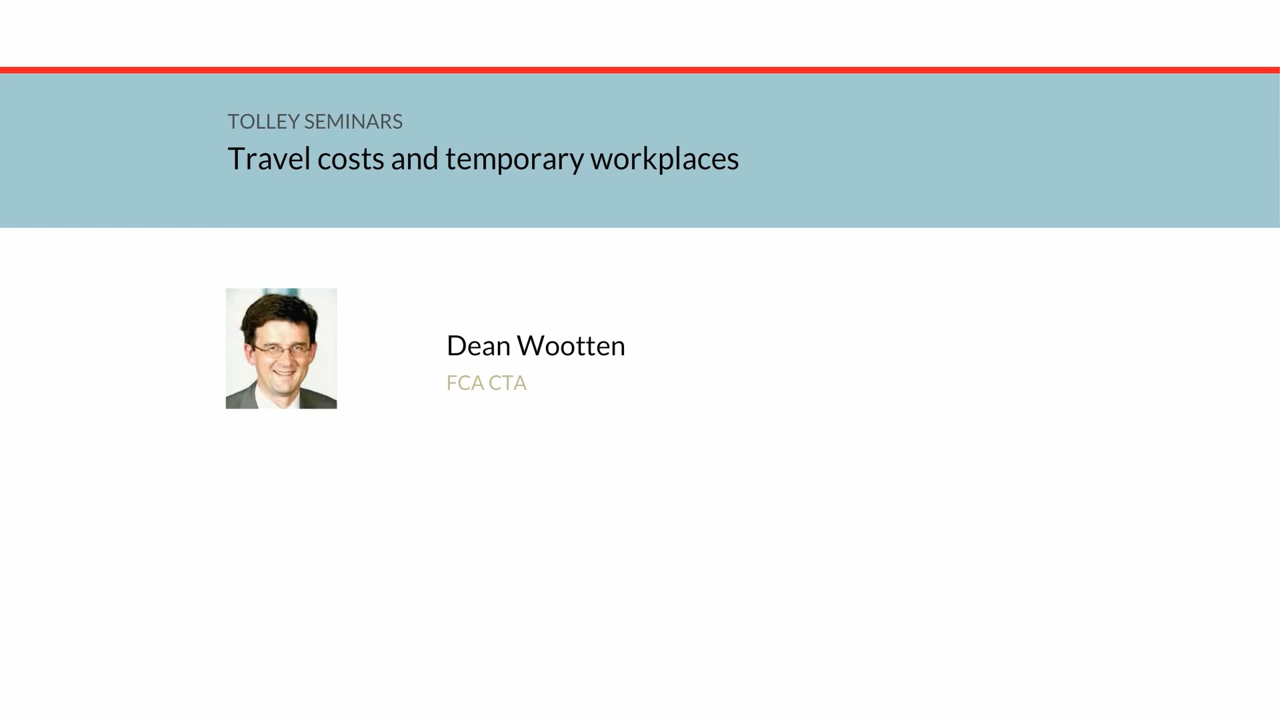 TOLLEY SEMINARS
Travel costs and temporary workplaces
Dean Wootten
FCA CTA